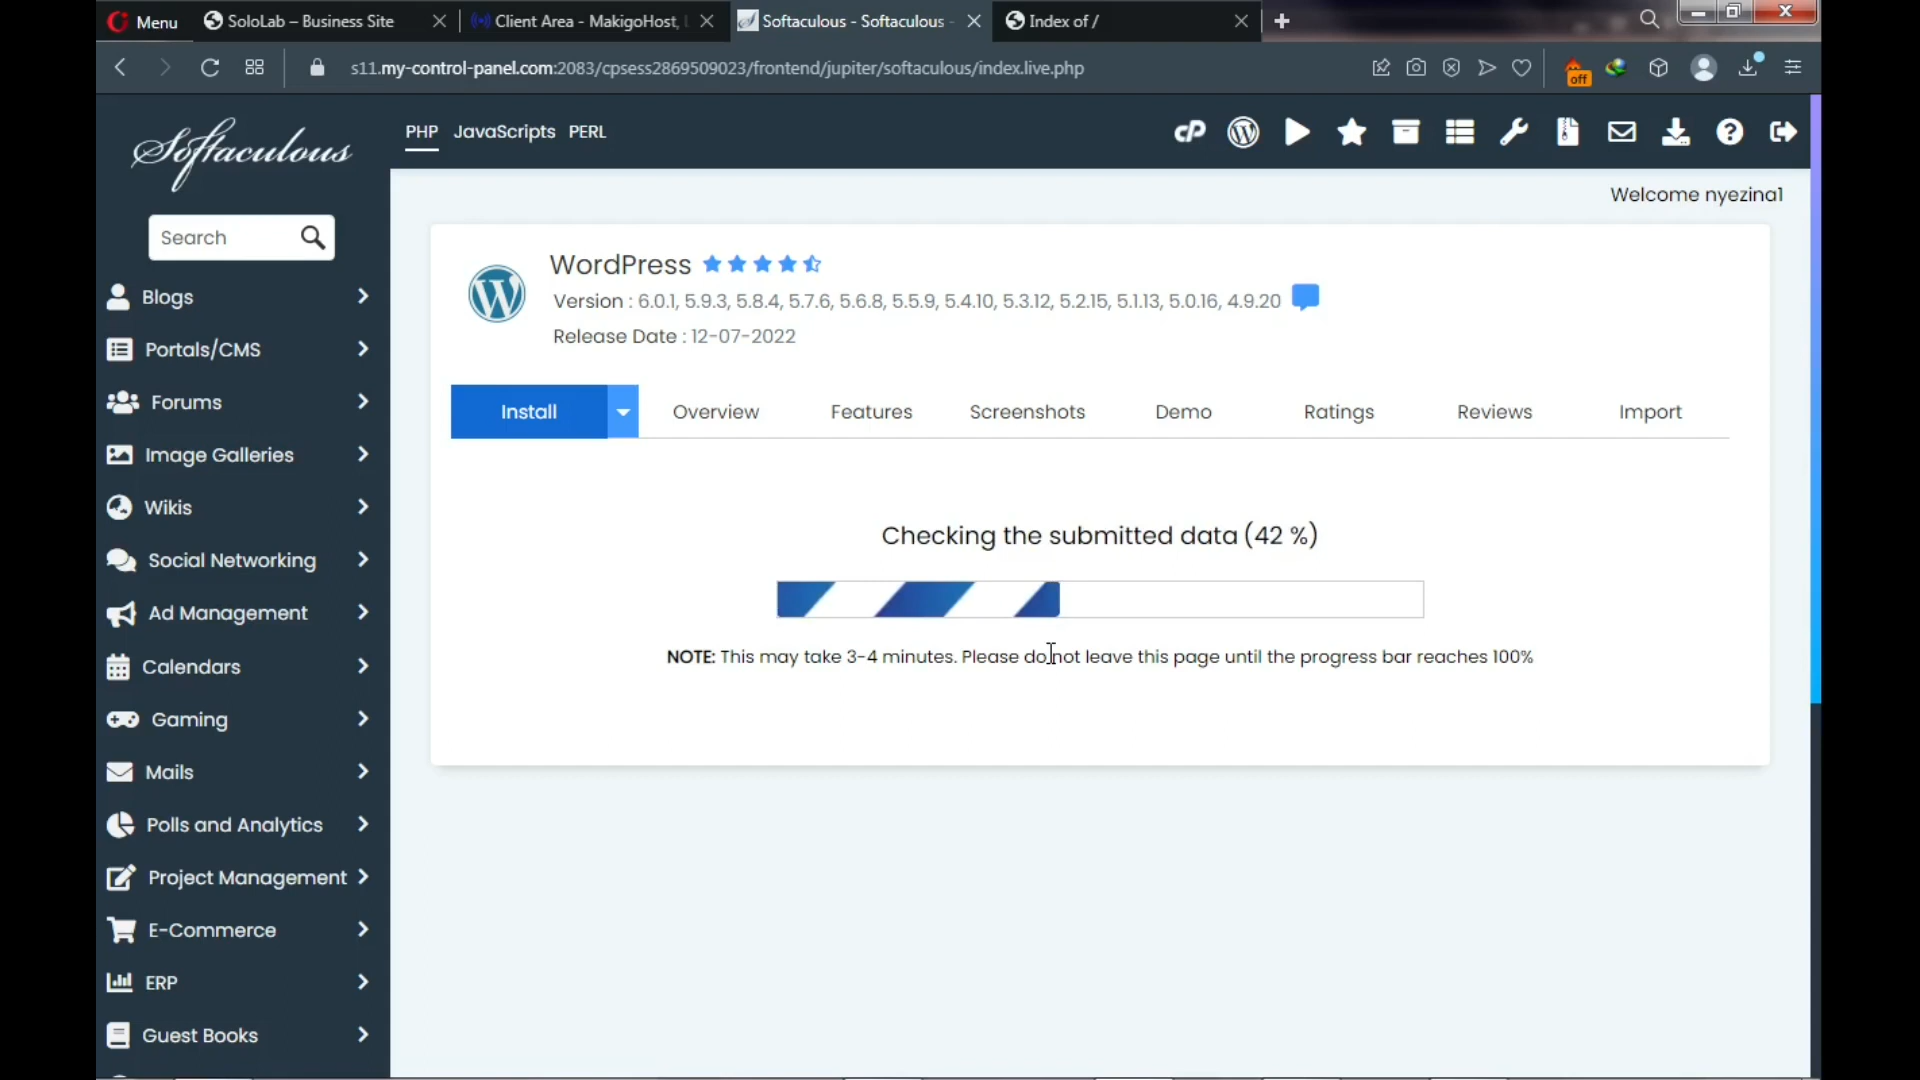 Menu
SoloLab – Business Site
Client Area - MakigoHost,
Softaculous - Softaculous -
Index of /
s11.my-control-panel.com:2083/cpsess2869509023/frontend/jupiter/softaculous/index.live.php
off
Softaculous
PHP JavaScripts PERL
cP
Welcome nyezina1
Search
Blogs
Portals/CMS
Forums
Image Galleries
Wikis
Social Networking
Ad Management
Calendars
Gaming
Mails
Polls and Analytics
Project Management
E-Commerce
ERP
Guest Books
WordPress
Version : 6.0.1, 5.9.3, 5.8.4, 5.7.6, 5.6.8, 5.5.9, 5.4.10, 5.3.12, 5.2.15, 5.1.13, 5.0.16, 4.9.20
Release Date : 12-07-2022
Install Overview Features Screenshots Demo Ratings Reviews Import
Checking the submitted data (42 %)
NOTE: This may take 3-4 minutes. Please do not leave this page until the progress bar reaches 100%